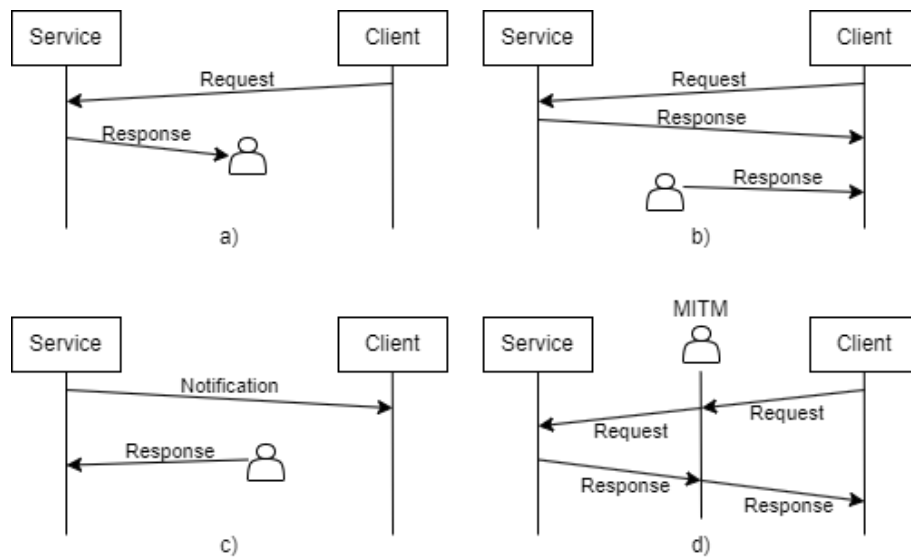 Service Client
Request
Response
a)
Service Client
Request
Response
Response
b)
Service Client
Notification
Response
c)
MITM
Service Client
Request
Request
Response
Response
d)